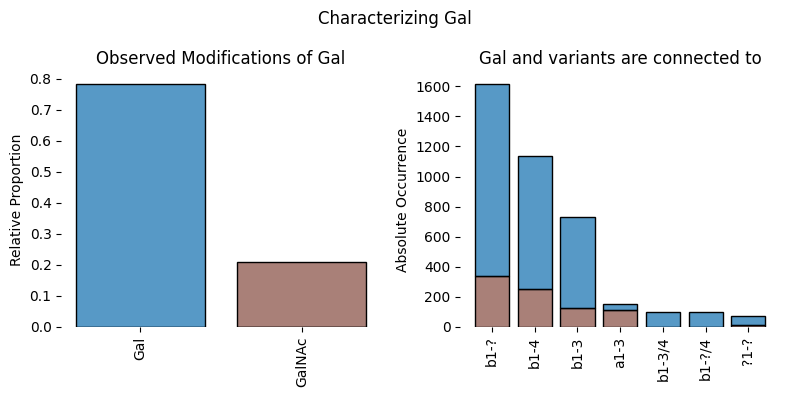 Characterizing Gal
Observed Modifications of Gal
Relative Proportion
0.8
0.7
0.6
0.5
0.4
0.3
0.2
0.1
0.0
Gal
GalNAc
Gal and variants are connected to
Absolute Occurrence
1600
1400
1200
1000
800
600
400
200
0
b1-?
b1-4
b1-3
a1-3
b1-3/4
b1-?/4
?1-?